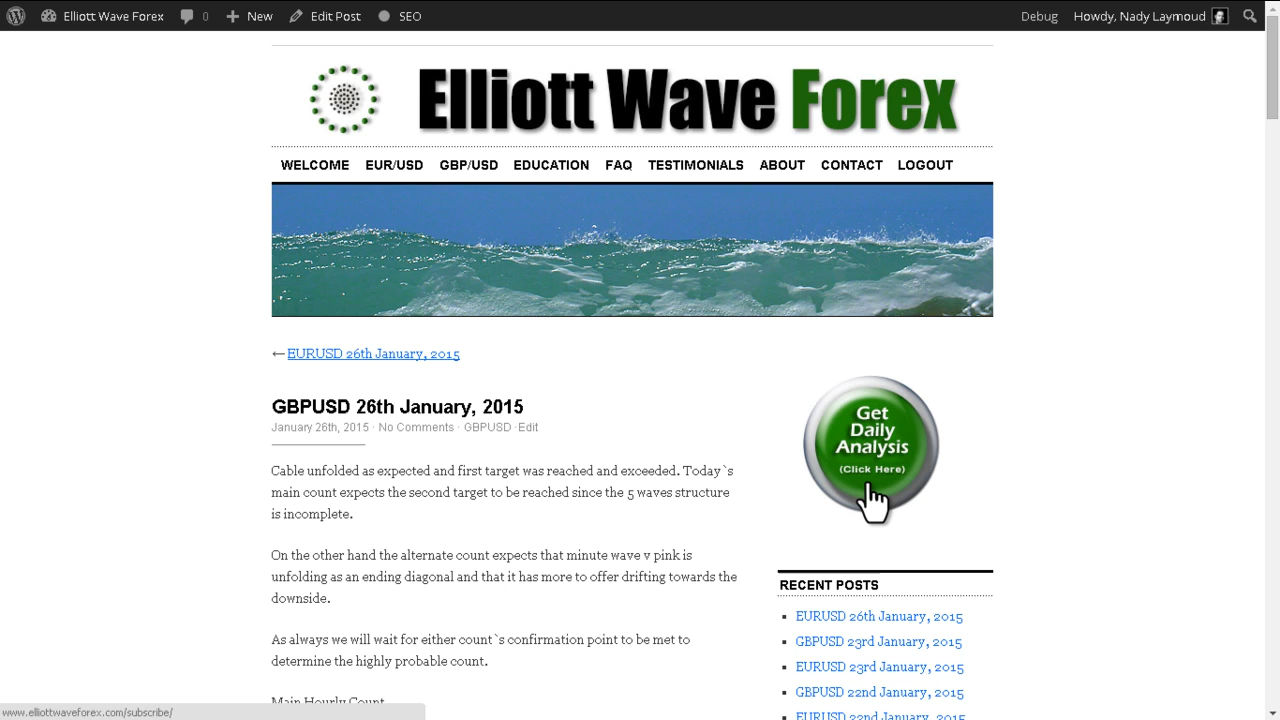 Elliott Wave Forex 0 New Edit Post SEO Debug Howdy, Nady Laymoud
Elliott Wave Forex
WELCOME EUR/USD GBP/USD EDUCATION FAQ TESTIMONIALS ABOUT CONTACT LOGOUT
← EURUSD 26th January, 2015
GBPUSD 26th January, 2015
January 26th, 2015 · No Comments · GBPUSD ·Edit
Cable unfolded as expected and first target was reached and exceeded. Today`s
main count expects the second target to be reached since the 5 waves structure
is incomplete.
On the other hand the alternate count expects that minute wave v pink is
unfolding as an ending diagonal and that it has more to offer drifting towards the
downside.
As always we will wait for either count`s confirmation point to be met to
determine the highly probable count.
Main Hourly Count
Get
Daily
Analysis
(Click Here)
RECENT POSTS
EURUSD 26th January, 2015
GBPUSD 23rd January, 2015
EURUSD 23rd January, 2015
GBPUSD 22nd January, 2015
EURUSD 22nd January, 2015
www.elliottwaveforex.com/subscribe/